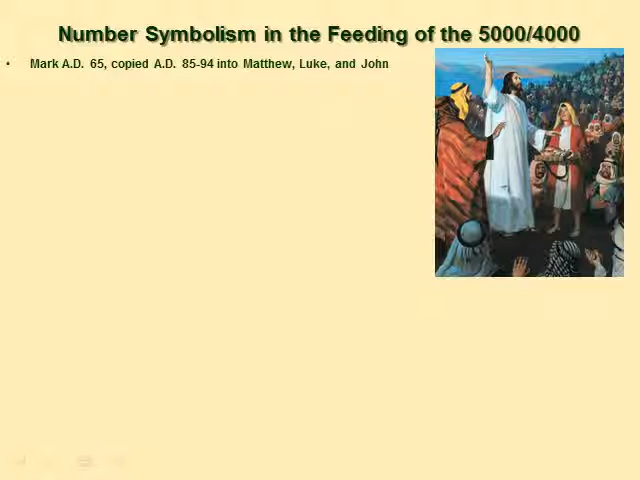 Number Symbolism in the Feeding of the 5000/4000
• Mark A.D. 65, copied A.D. 85-94 into Matthew, Luke, and John